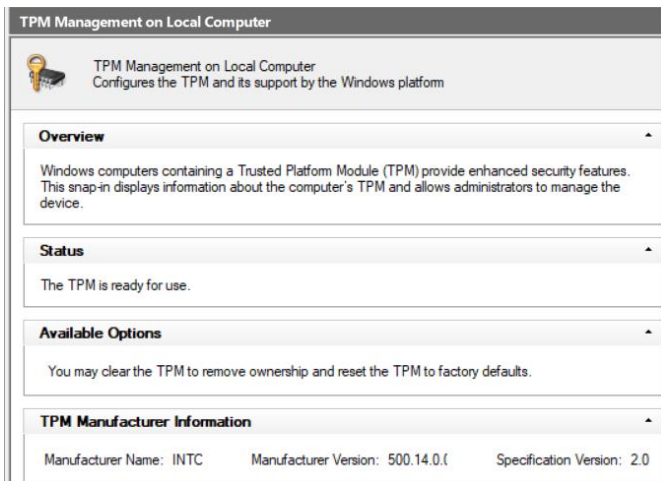 TPM Management on Local Computer
TPM Management on Local Computer
Configures the TPM and its support by the Windows platform
Overview
Windows computers containing a Trusted Platform Module (TPM) provide enhanced security features.
This snap-in displays information about the computer's TPM and allows administrators to manage the
device.
Status
The TPM is ready for use.
Available Options
You may clear the TPM to remove ownership and reset the TPM to factory defaults.
TPM Manufacturer Information
Manufacturer Name: INTC Manufacturer Version: 500.14.0.( Specification Version: 2.0